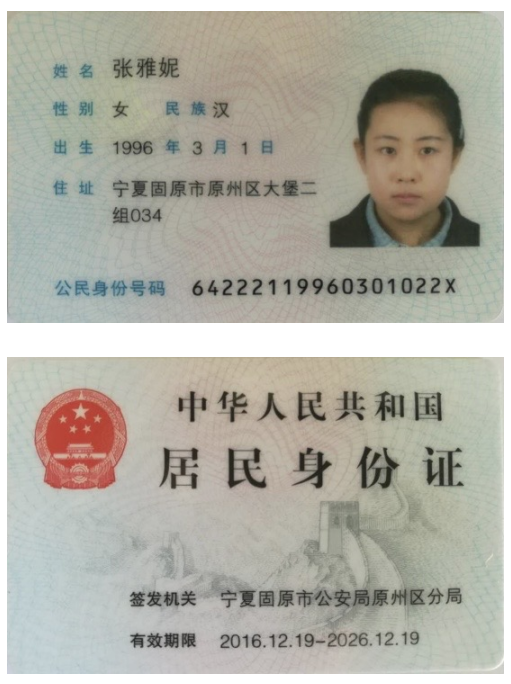 姓名 张雅妮
性别 女 民族 汉
出生 1996 年 3 月 1 日
住址 宁夏固原市原州区大堡二
组034
公民身份号码 64222119960301022X
中华人民共和国
居民身份证
签发机关 宁夏固原市公安局原州区分局
有效期限 2016.12.19-2026.12.19